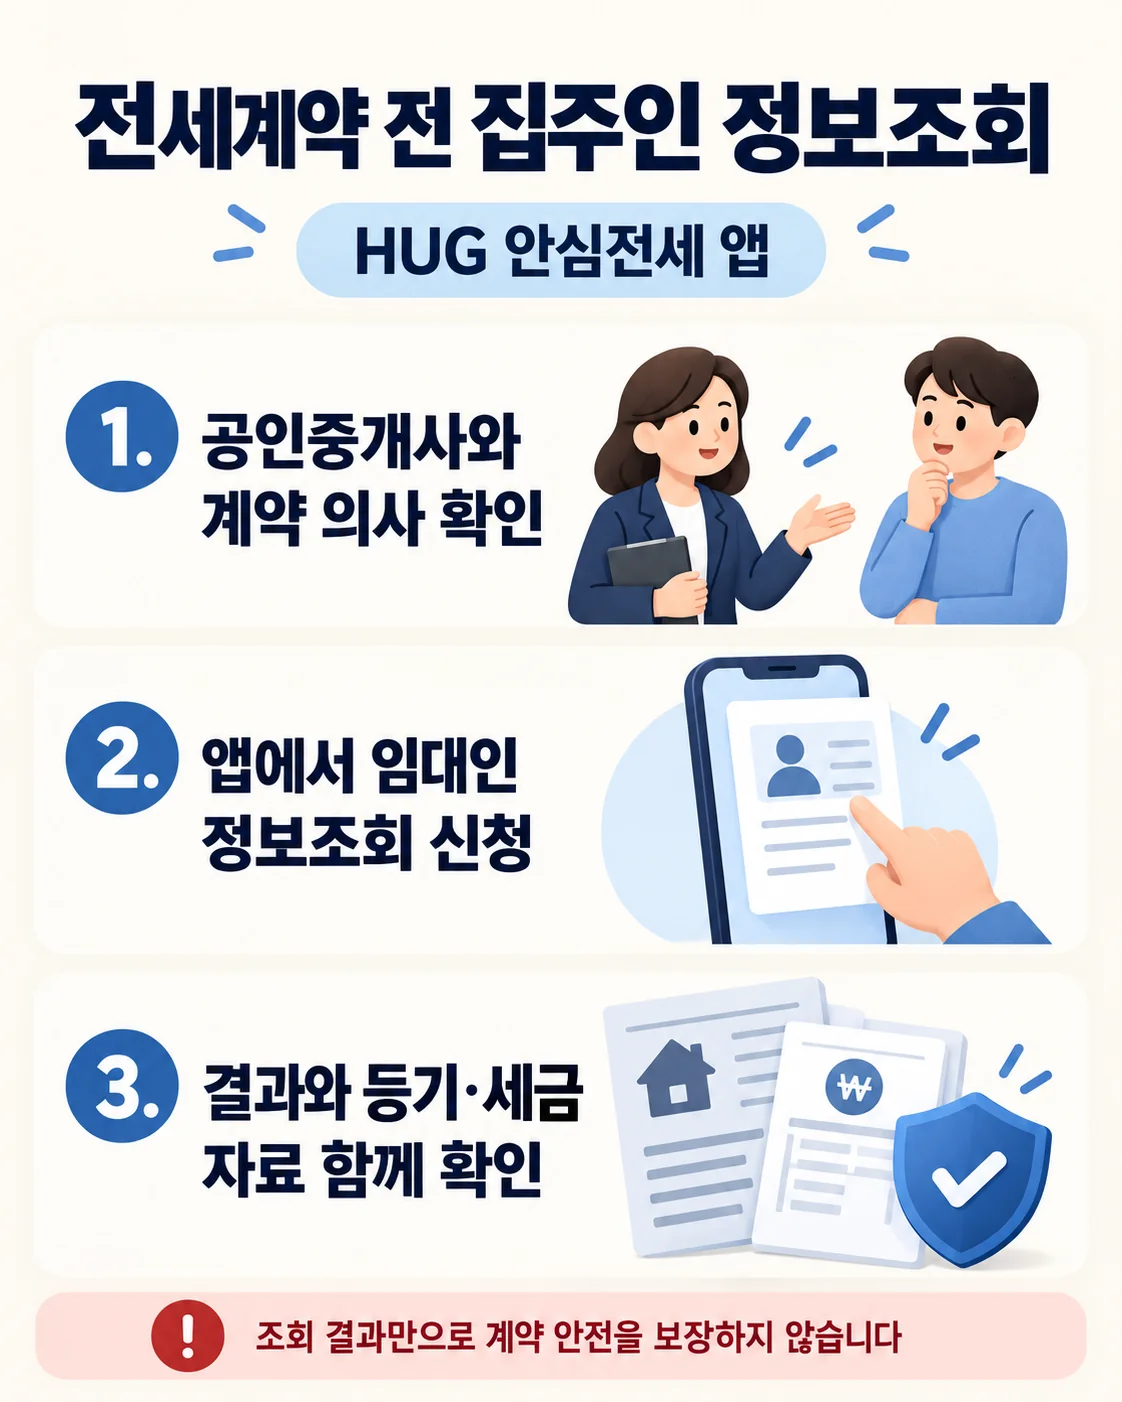 전세계약 전 집주인 정보조회
HUG 안심전세 앱
1. 공인중개사와
계약 의사 확인
2. 앱에서 임대인
정보조회 신청
3. 결과와 등기·세금
자료 함께 확인
₩
! 조회 결과만으로 계약 안전을 보장하지 않습니다